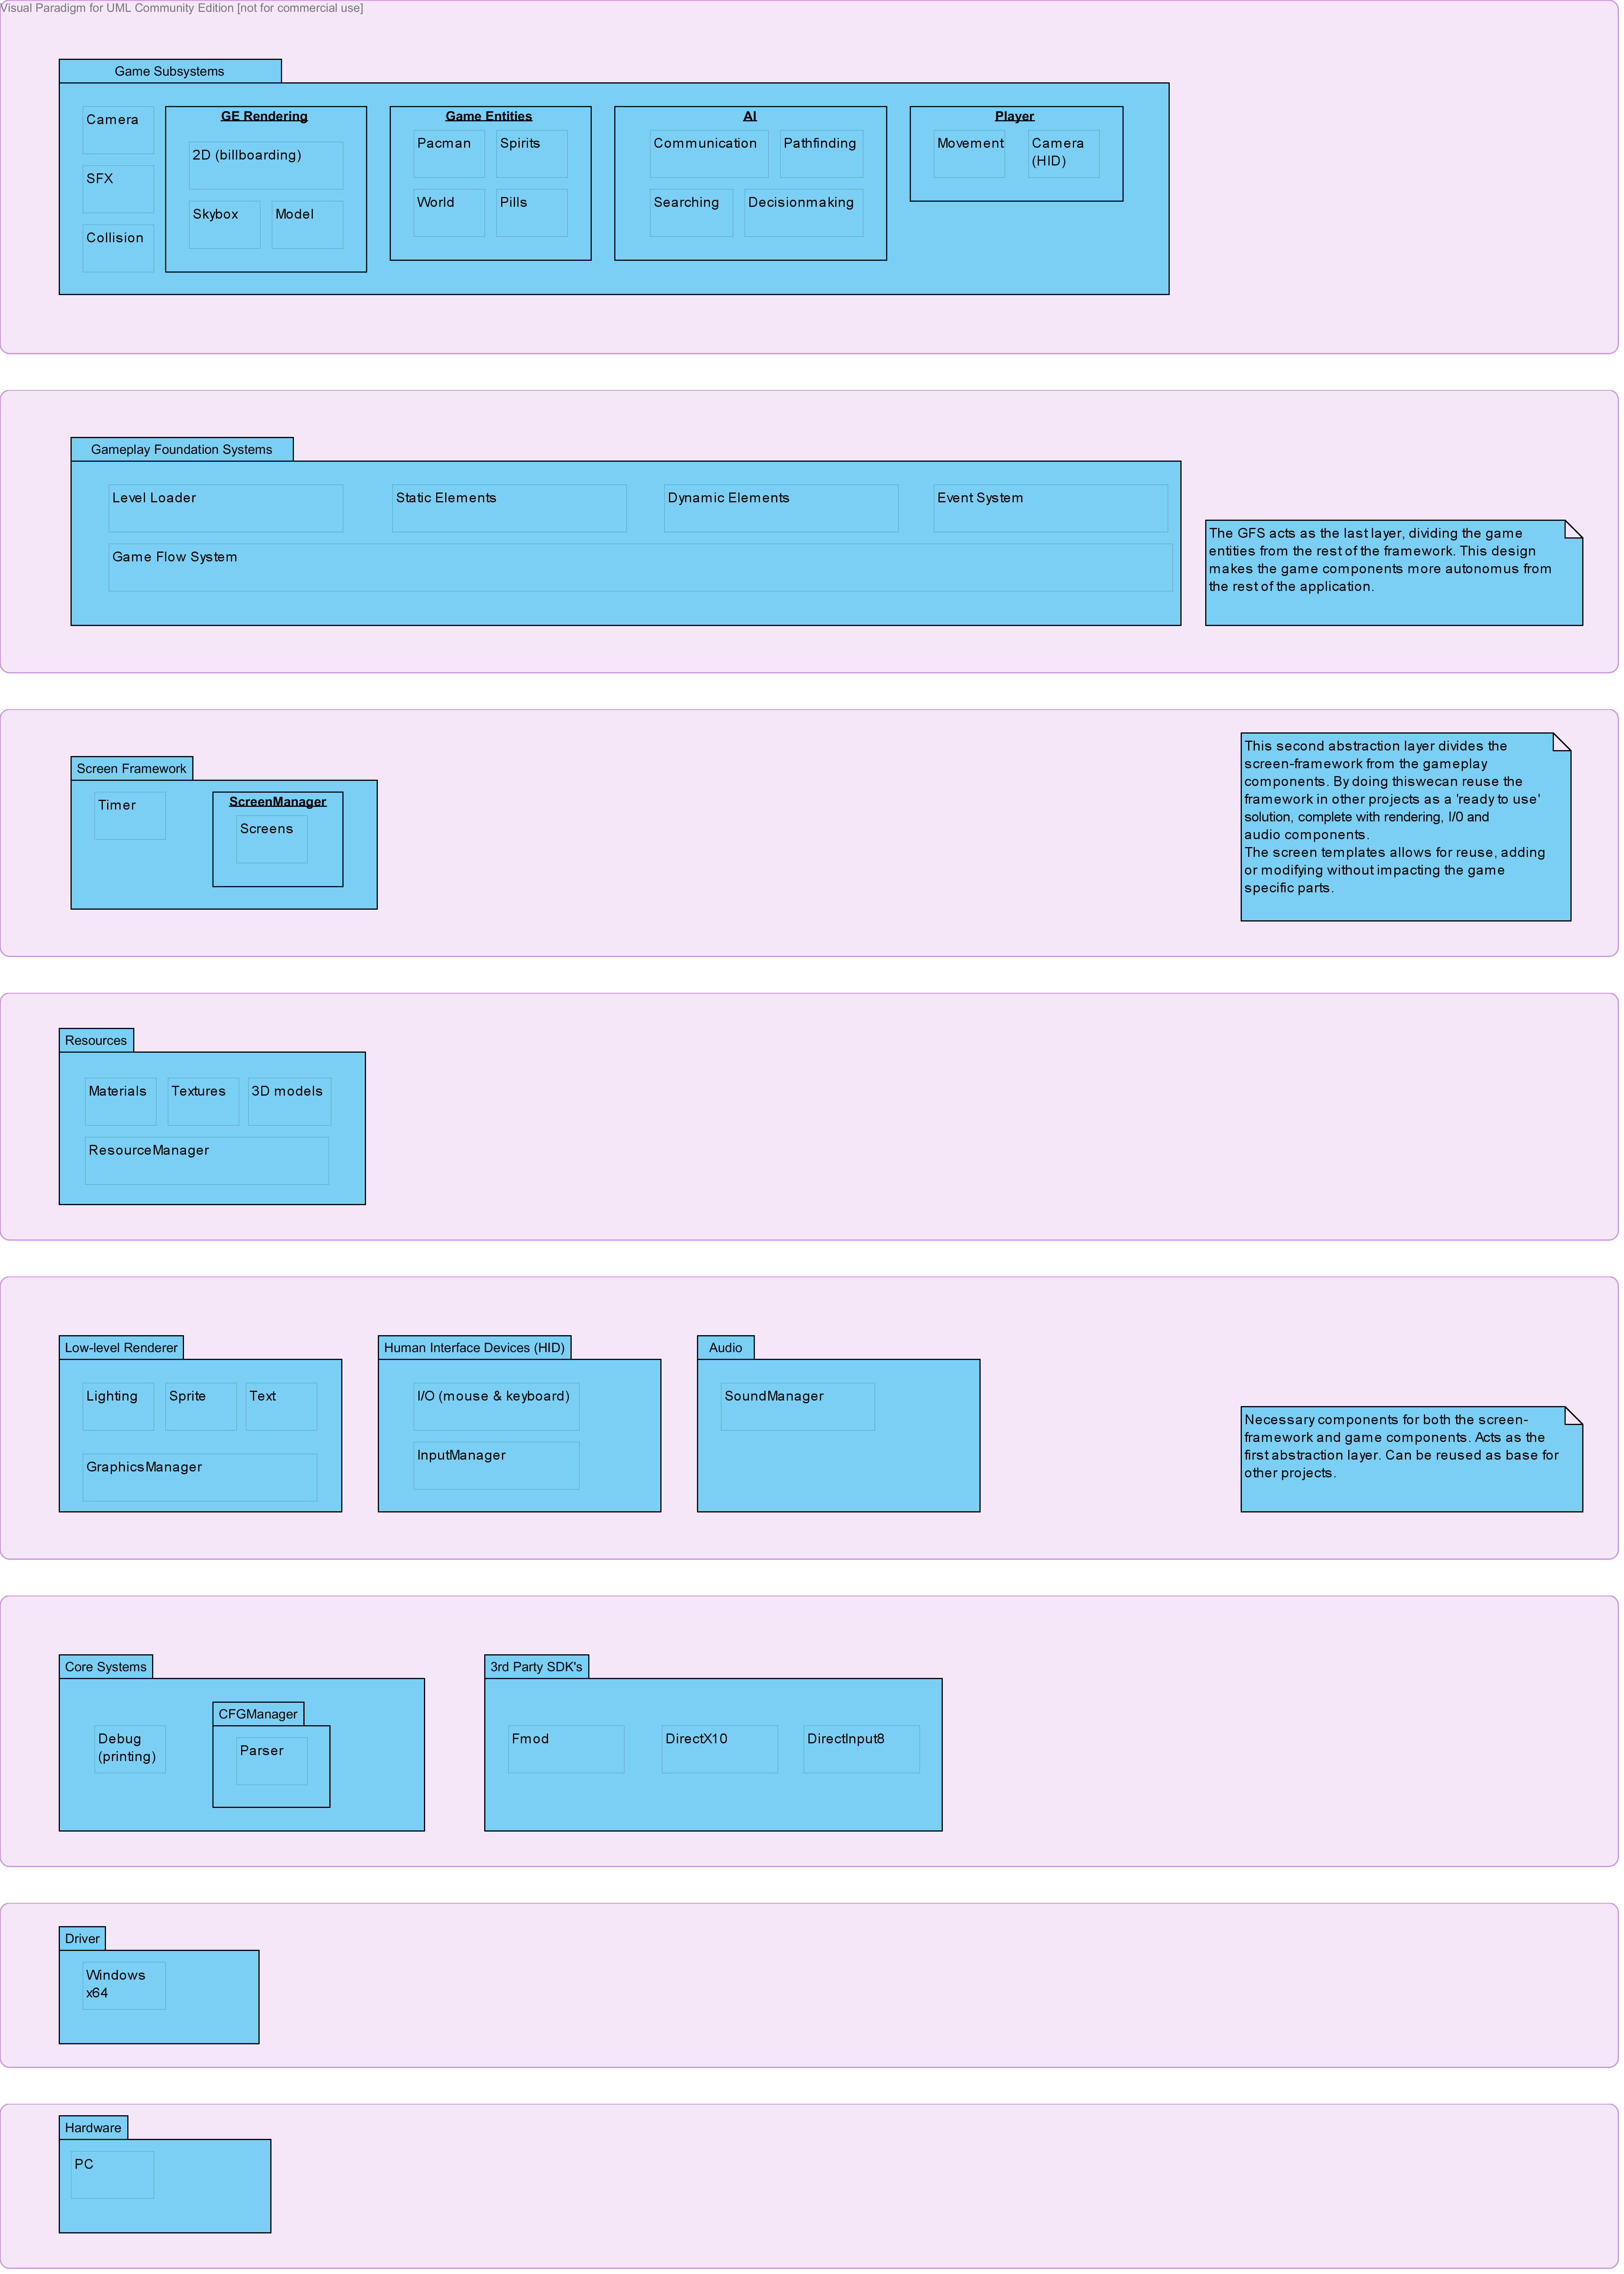 Visual Paradigm for UML Community Edition [not for commercial use]
Game Subsystems
Camera
SFX
Collision
GE Rendering
2D (billboarding)
Skybox
Model
Game Entities
Pacman
Spirits
World
Pills
AI
Communication
Pathfinding
Searching
Decisionmaking
Player
Movement
Camera
(HID)
Gameplay Foundation Systems
Level Loader
Static Elements
Dynamic Elements
Event System
Game Flow System
The GFS acts as the last layer, dividing the game
entities from the rest of the framework. This design
makes the game components more autonomus from
the rest of the application.
Screen Framework
Timer
ScreenManager
Screens
This second abstraction layer divides the
screen-framework from the gameplay
components. By doing thiswecan reuse the
framework in other projects as a 'ready to use'
solution, complete with rendering, I/0 and
audio components.
The screen templates allows for reuse, adding
or modifying without impacting the game
specific parts.
Resources
Materials
Textures
3D models
ResourceManager
Low-level Renderer
Lighting
Sprite
Text
GraphicsManager
Human Interface Devices (HID)
I/O (mouse & keyboard)
InputManager
Audio
SoundManager
Necessary components for both the screen-
framework and game components. Acts as the
first abstraction layer. Can be reused as base for
other projects.
Core Systems
Debug
(printing)
CFGManager
Parser
3rd Party SDK's
Fmod
DirectX10
DirectInput8
Driver
Windows
x64
Hardware
PC